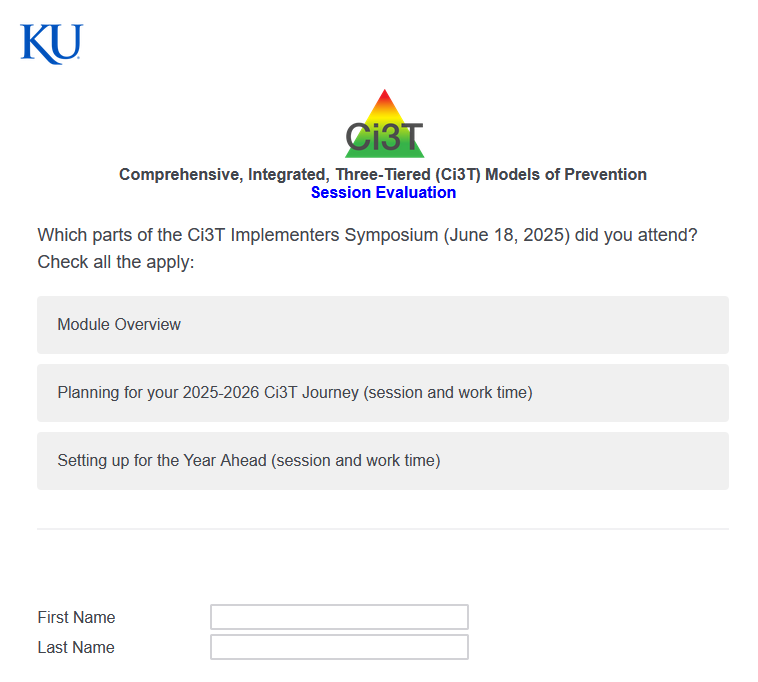 KU
Ci3T
Comprehensive, Integrated, Three-Tiered (Ci3T) Models of Prevention
Session Evaluation
Which parts of the Ci3T Implementers Symposium (June 18, 2025) did you attend?
Check all the apply:
Module Overview
Planning for your 2025-2026 Ci3T Journey (session and work time)
Setting up for the Year Ahead (session and work time)
First Name
Last Name